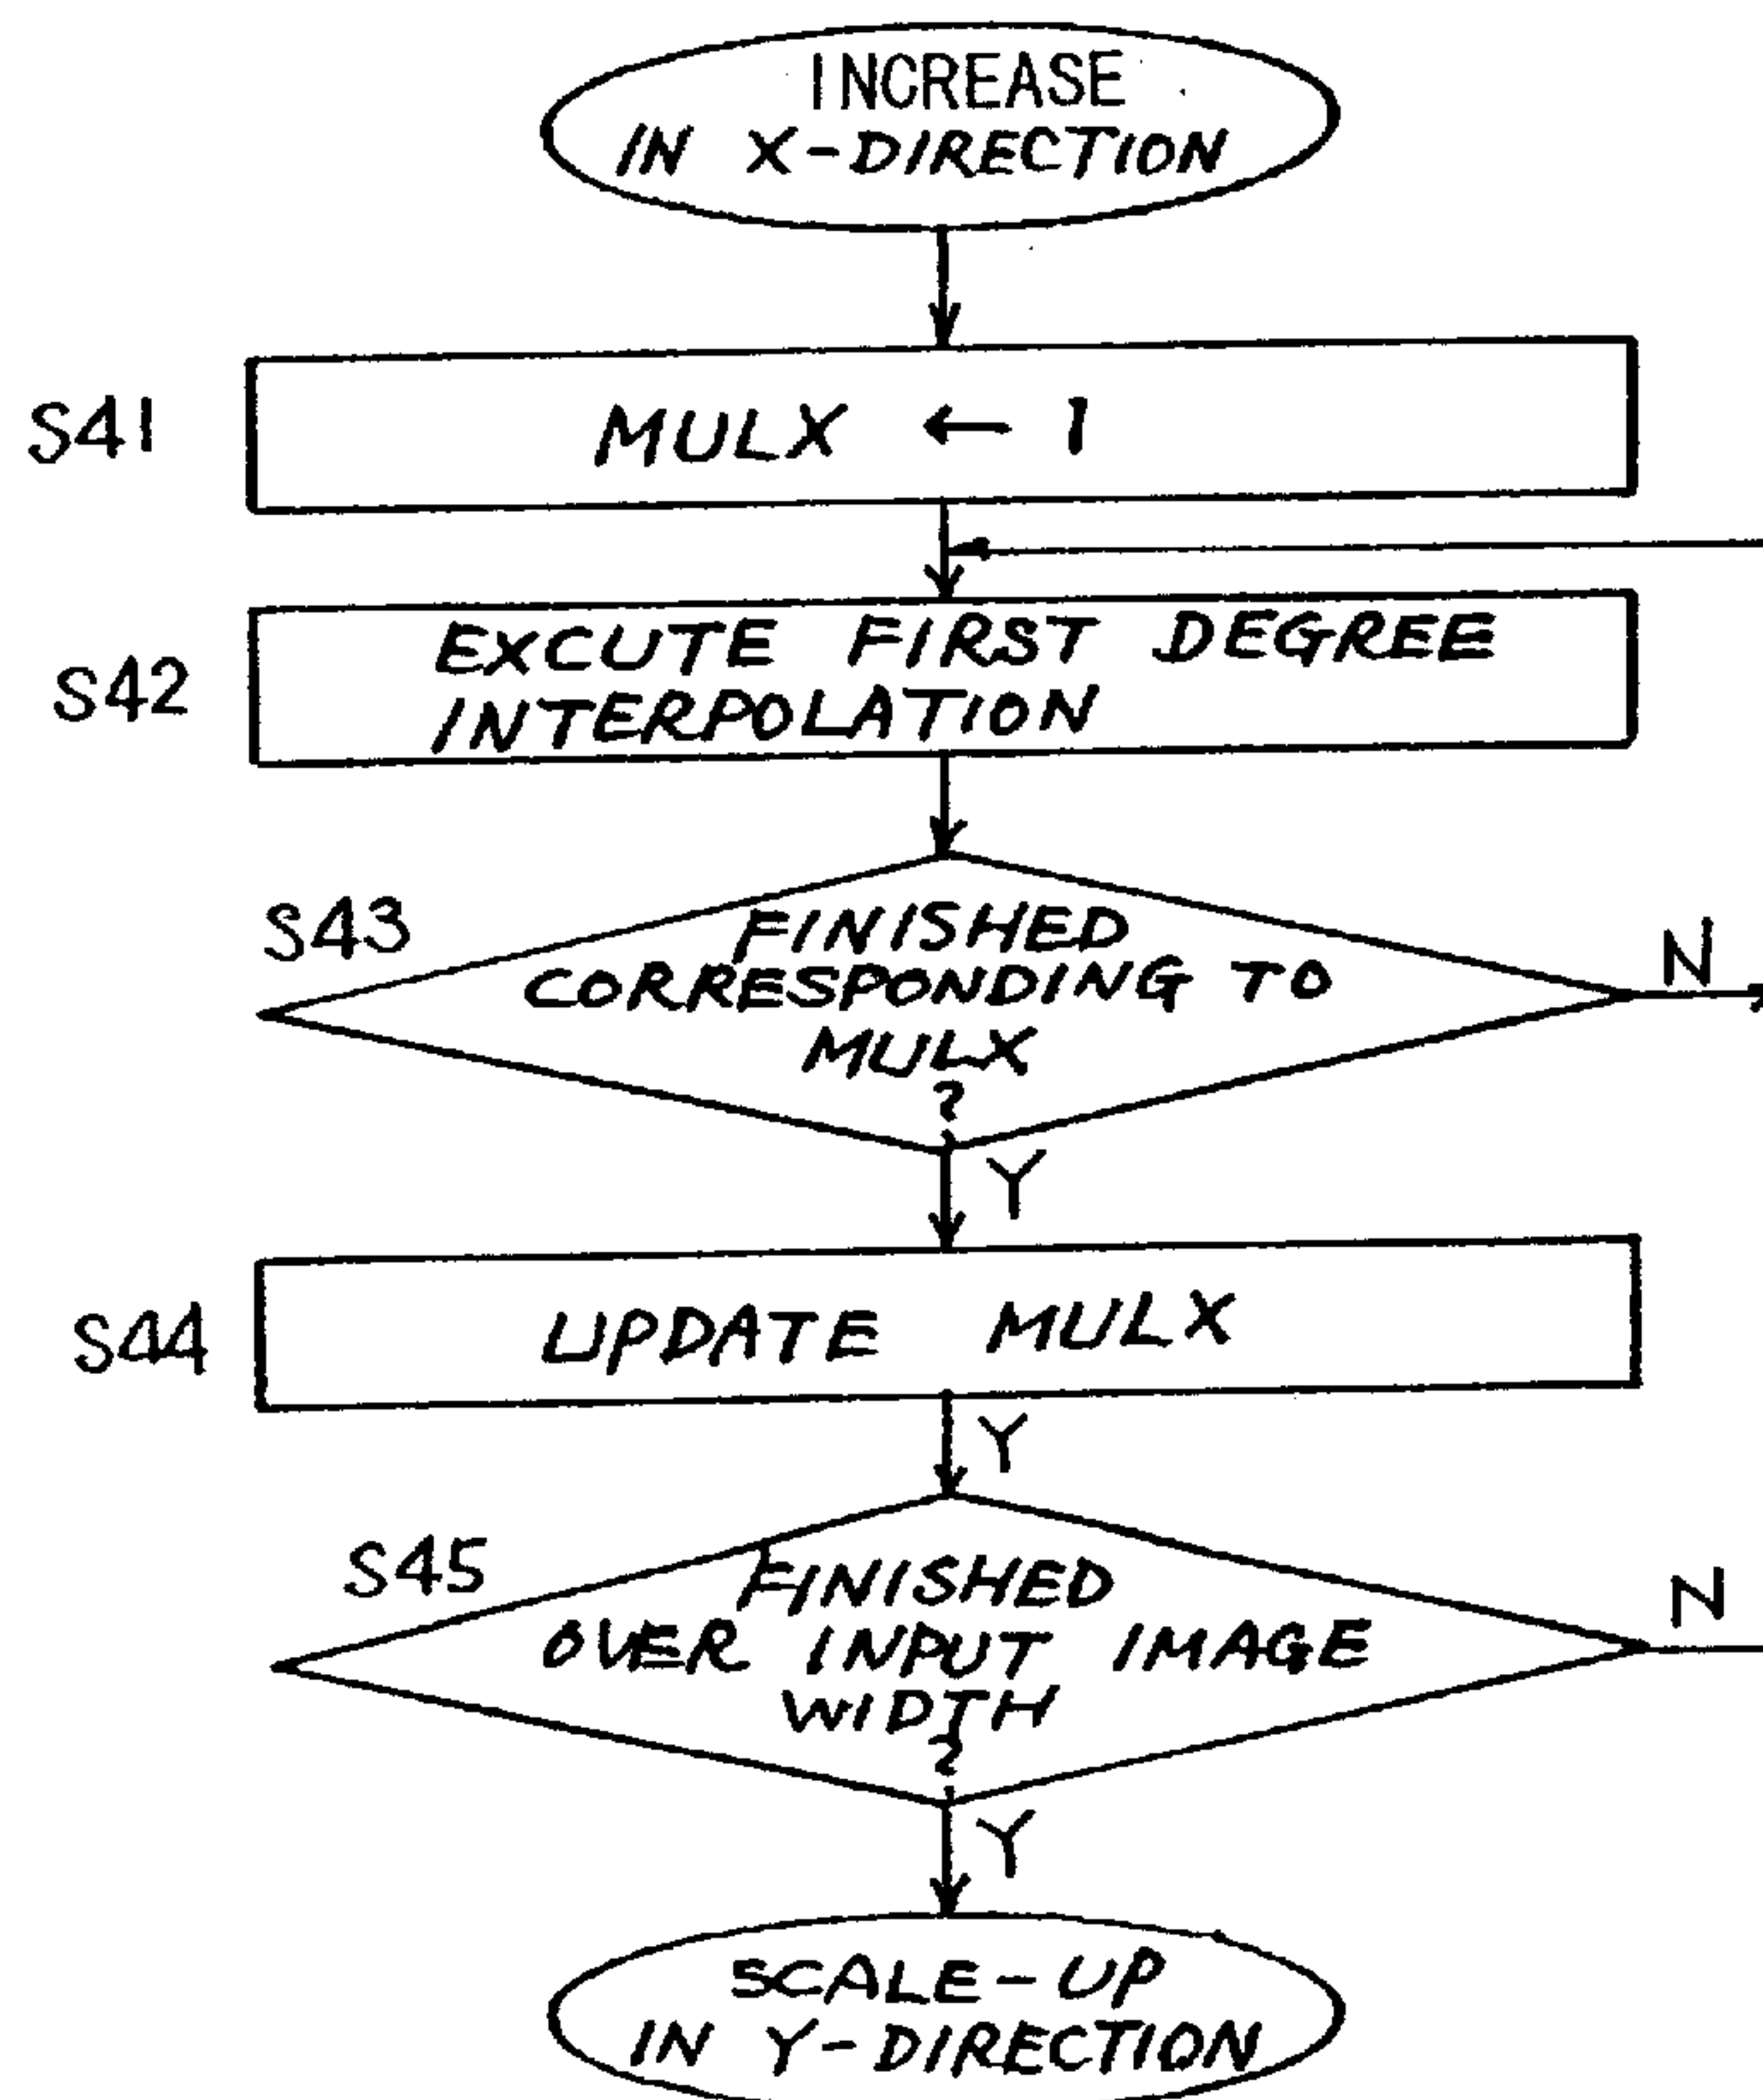 INCREASE
IN X-DIRECTION
S41
MULX ← 1
S42
EXCUTE FIRST DEGREE
INTERPOLATION
S43
FINISHED
CORRESPONDING TO
MULX
?
N
Y
S44
UPDATE MULX
Y
S45
FINISHED
OVER INPUT IMAGE
WIDTH
?
N
Y
SCALE-UP
IN Y-DIRECTION